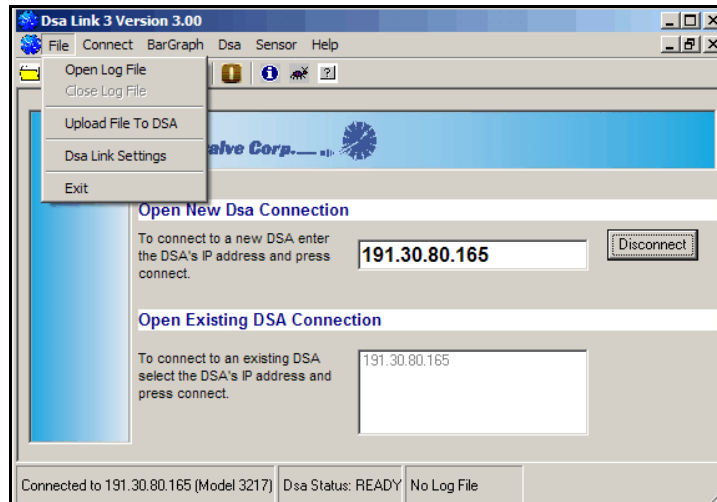 Dsa Link 3 Version 3.00
File Connect BarGraph Dsa Sensor Help
Open Log File
Close Log File
Upload File To DSA
Dsa Link Settings
Exit
Corp.
Open New Dsa Connection
To connect to a new DSA enter
the DSA's IP address and press
connect.
191.30.80.165
Disconnect
Open Existing DSA Connection
To connect to an existing DSA
select the DSA's IP address and
press connect.
191.30.80.165
Connected to 191.30.80.165 (Model 3217) Dsa Status: READY No Log File